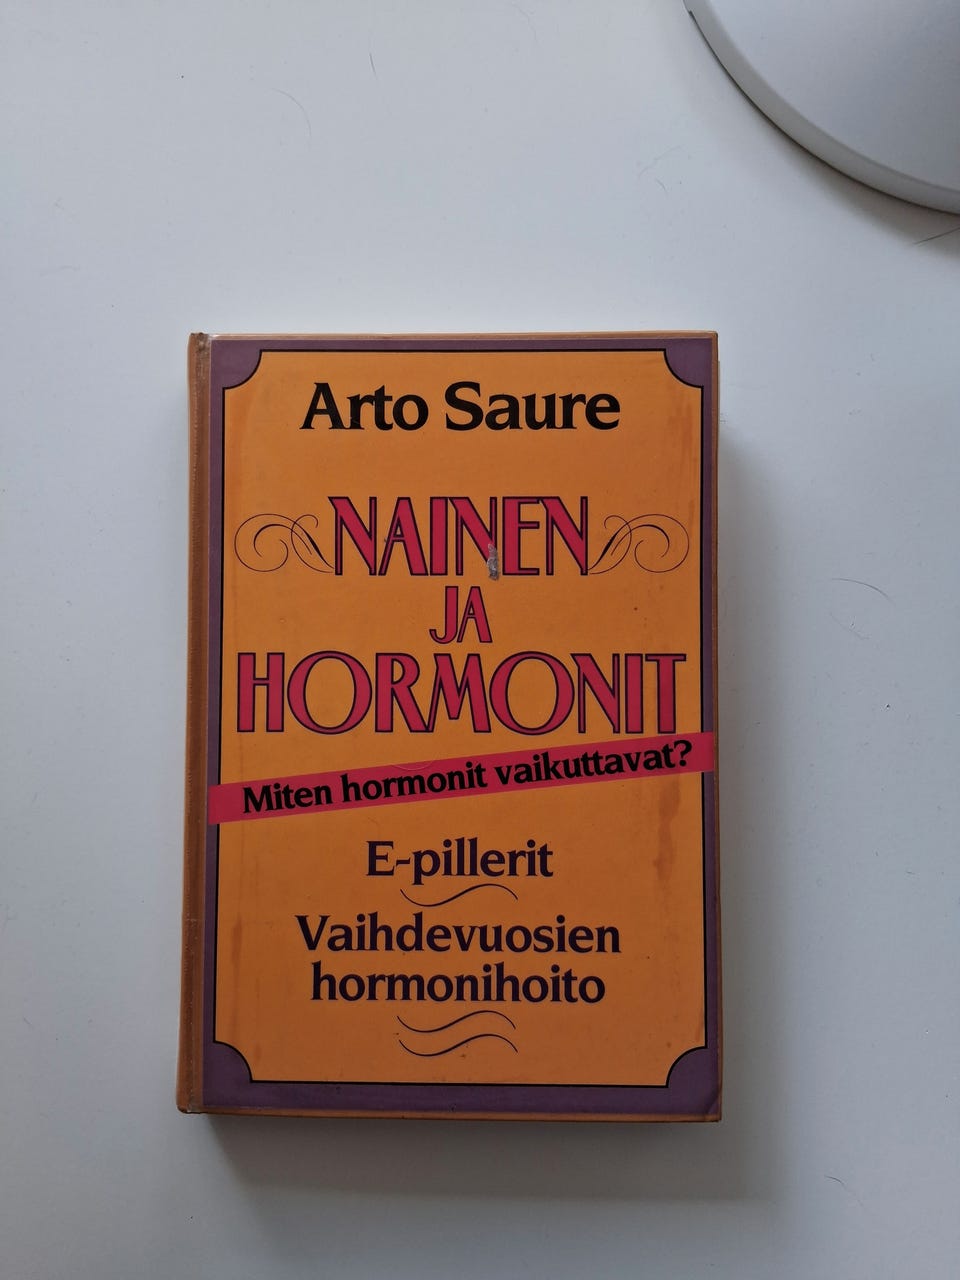 Arto Saure
NAINEN
JA
HORMONIT
Miten hormonit vaikuttavat?
E-pillerit
Vaihdevuosien
hormonihoito